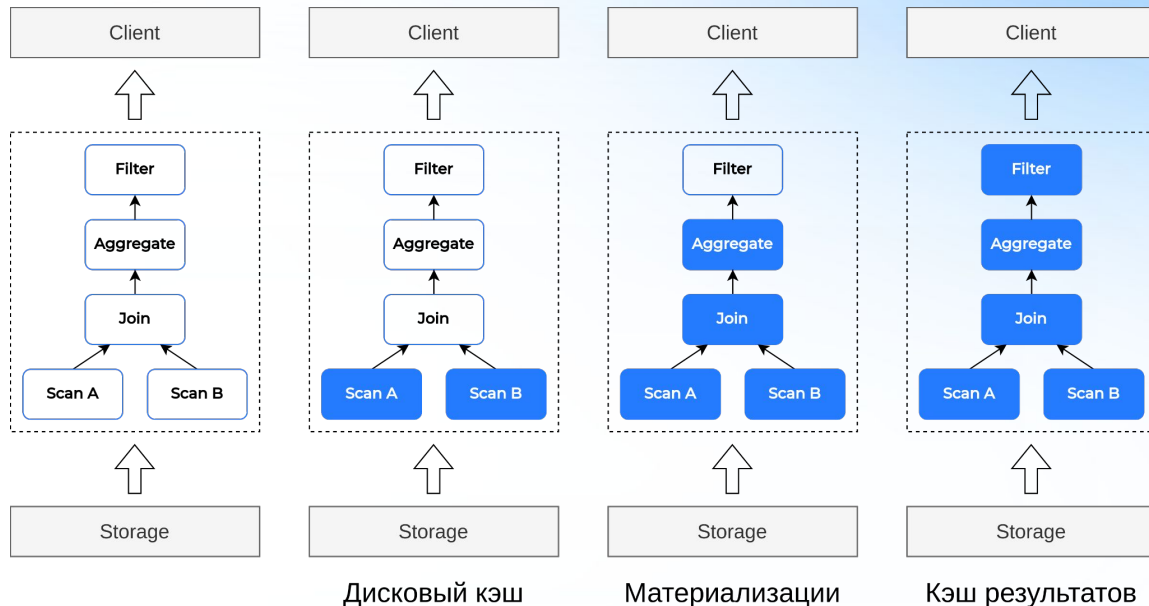 Client
Filter
Aggregate
Join
Scan A
Scan B
Storage
Client
Filter
Aggregate
Join
Scan A
Scan B
Storage
Дисковый кэш
Client
Filter
Aggregate
Join
Scan A
Scan B
Storage
Материализации
Client
Filter
Aggregate
Join
Scan A
Scan B
Storage
Кэш результатов